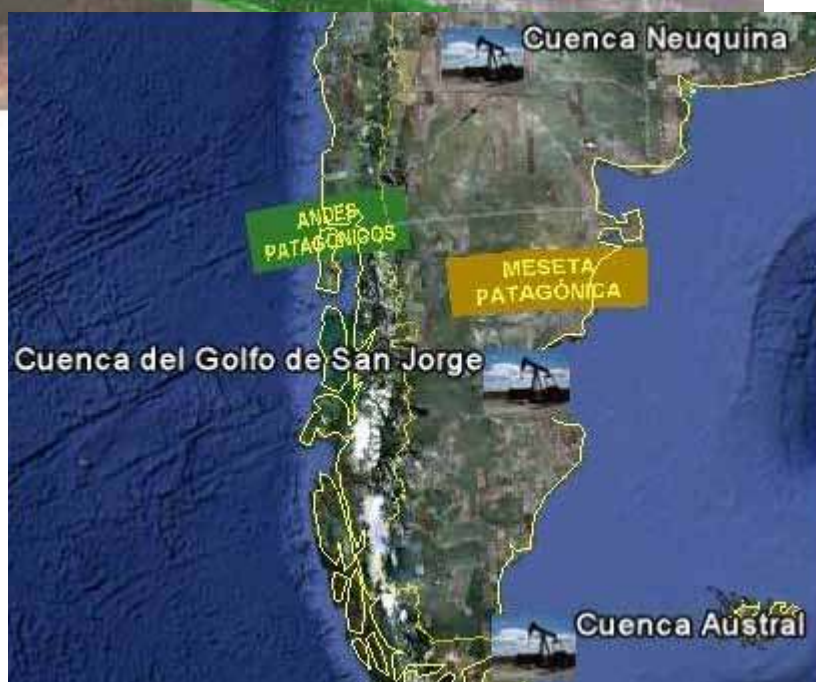 Cuenca Neuquina
ANDES
PATAGÓNICOS
MESETA
PATAGÓNICA
Cuenca del Golfo de San Jorge
Cuenca Austral